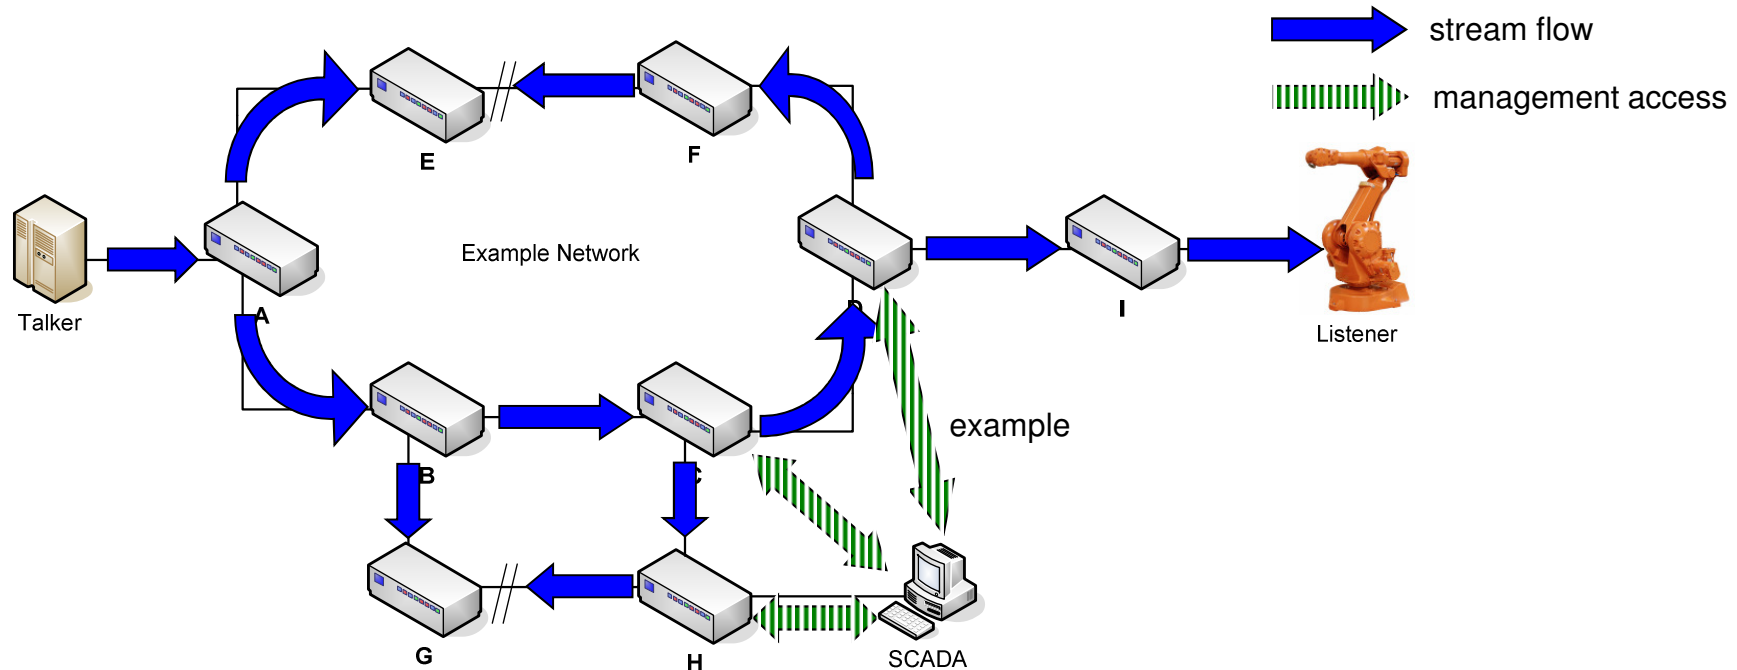 stream flow
management access
E
F
Example Network
Talker
A
D
I
Listener
example
B
C
G
H
SCADA